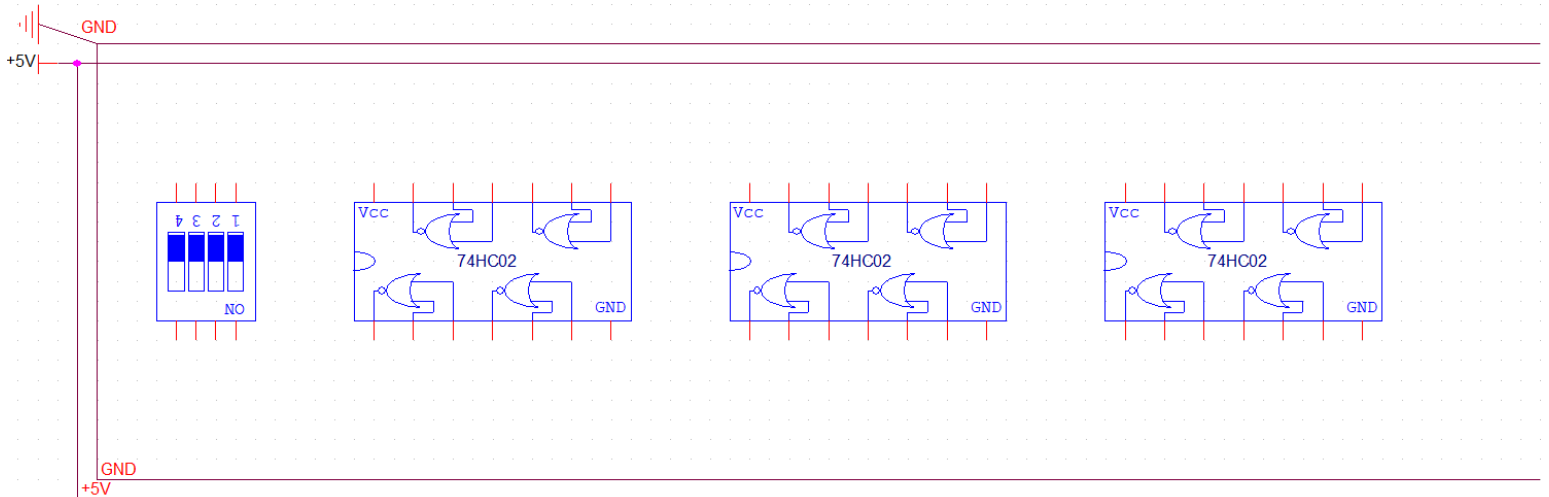 GND
+5V
4 3 2 1
ON
Vcc
74HC02
GND
Vcc
74HC02
GND
Vcc
74HC02
GND
GND
+5V